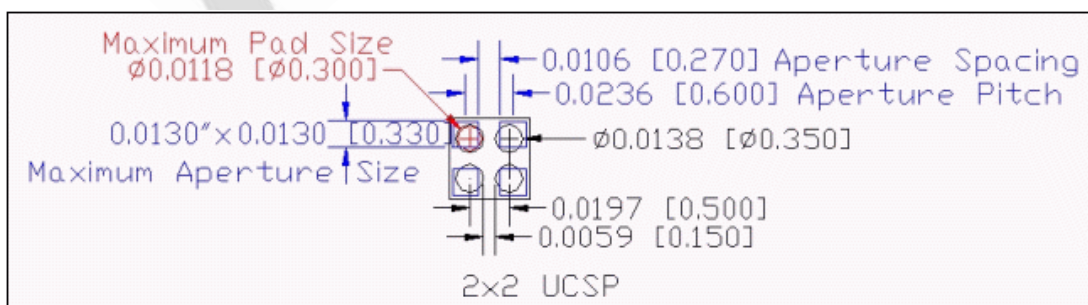 Maximum Pad Size
Ø0.0118 [Ø0.300]
0.0106 [0.270] Aperture Spacing
0.0236 [0.600] Aperture Pitch
0.0130"x0.0130 [0.330]
Ø0.0138 [Ø0.350]
Maximum Aperture Size
0.0197 [0.500]
0.0059 [0.150]
2x2 UCSP